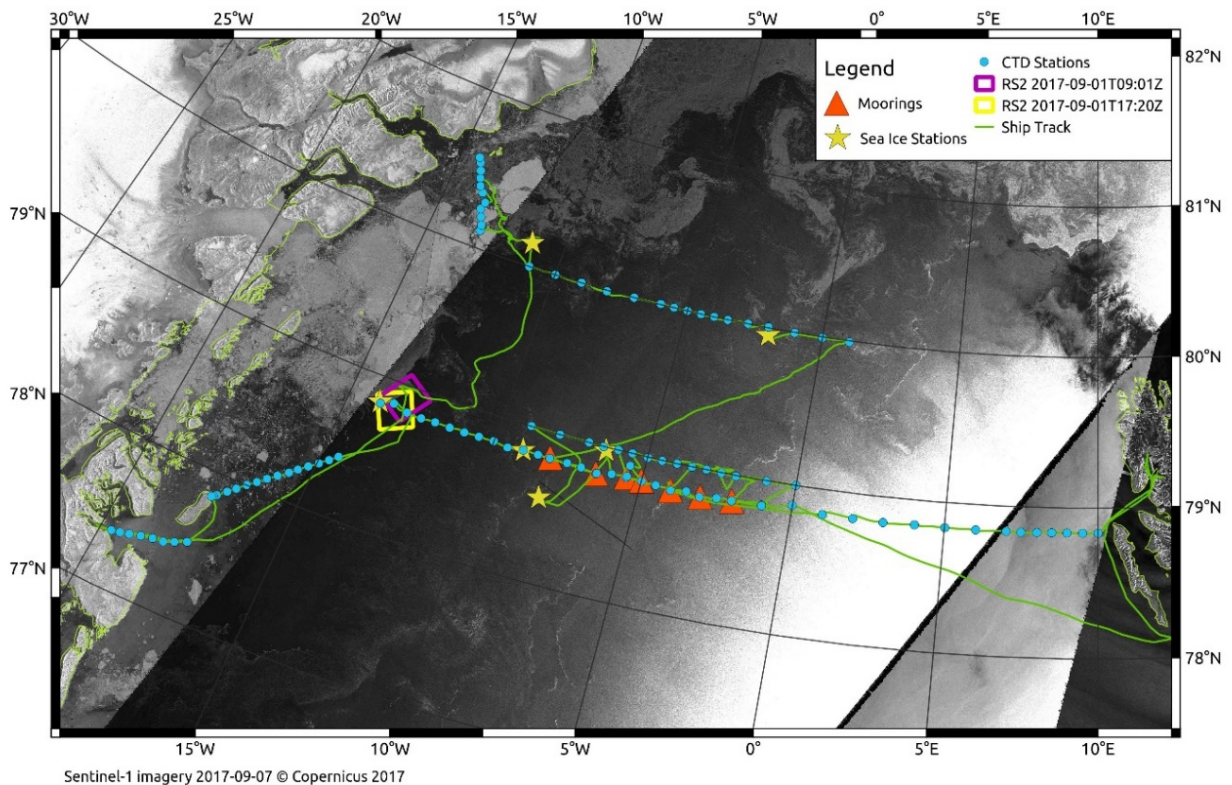 30°W 25°W 20°W 15°W 10°W 5°W 0° 5°E 10°E
82°N
Legend
Moorings
Sea Ice Stations
CTD Stations
RS2 2017-09-01T09:01Z
RS2 2017-09-01T17:20Z
Ship Track
79°N
81°N
80°N
78°N
79°N
77°N
78°N
15°W 10°W 5°W 0° 5°E 10°E
Sentinel-1 imagery 2017-09-07 © Copernicus 2017